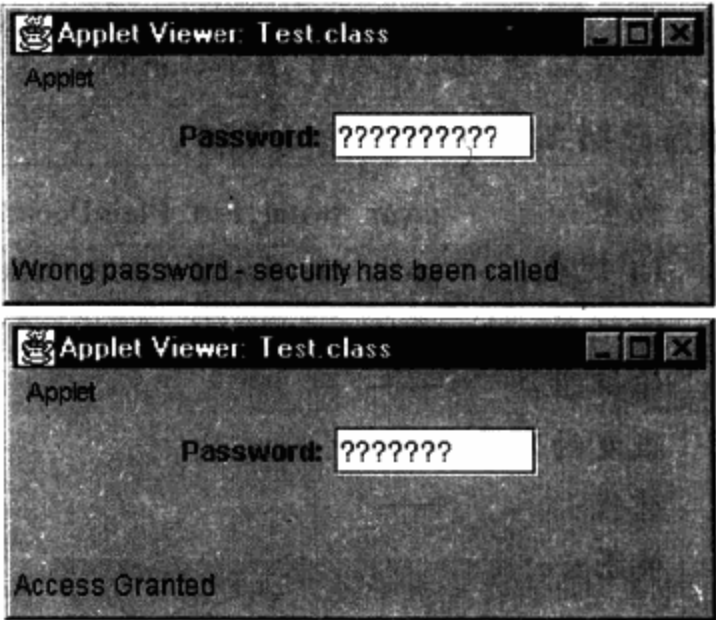 Applet Viewer: Test.class
Applet
Password: ??????????
Wrong password - security has been called
Applet Viewer: Test.class
Applet
Password: ???????
Access Granted